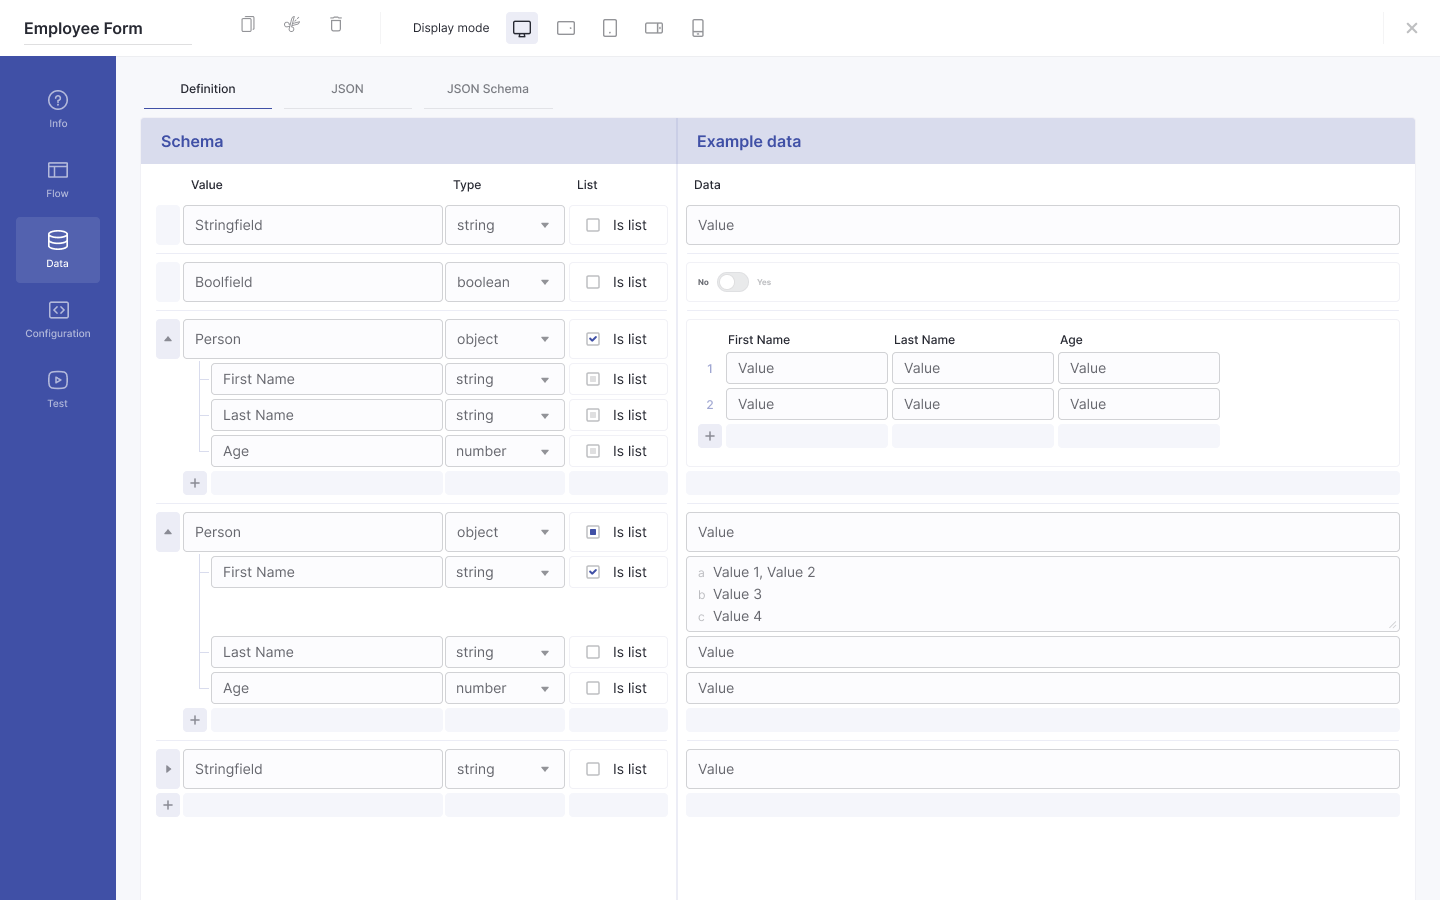 Employee Form
Display mode
Info
Flow
Data
Configuration
Test
Definition JSON JSON Schema
Schema Example data
Value Type List Data
Stringfield string Is list Value
Boolfield boolean Is list No Yes
Person object Is list First Name Last Name Age
First Name string Is list 1 Value Value Value
Last Name string Is list 2 Value Value Value
Age number Is list +
+
Person object Is list Value
First Name string Is list a Value 1, Value 2
b Value 3
c Value 4
Last Name string Is list Value
Age number Is list Value
+
Stringfield string Is list Value
+